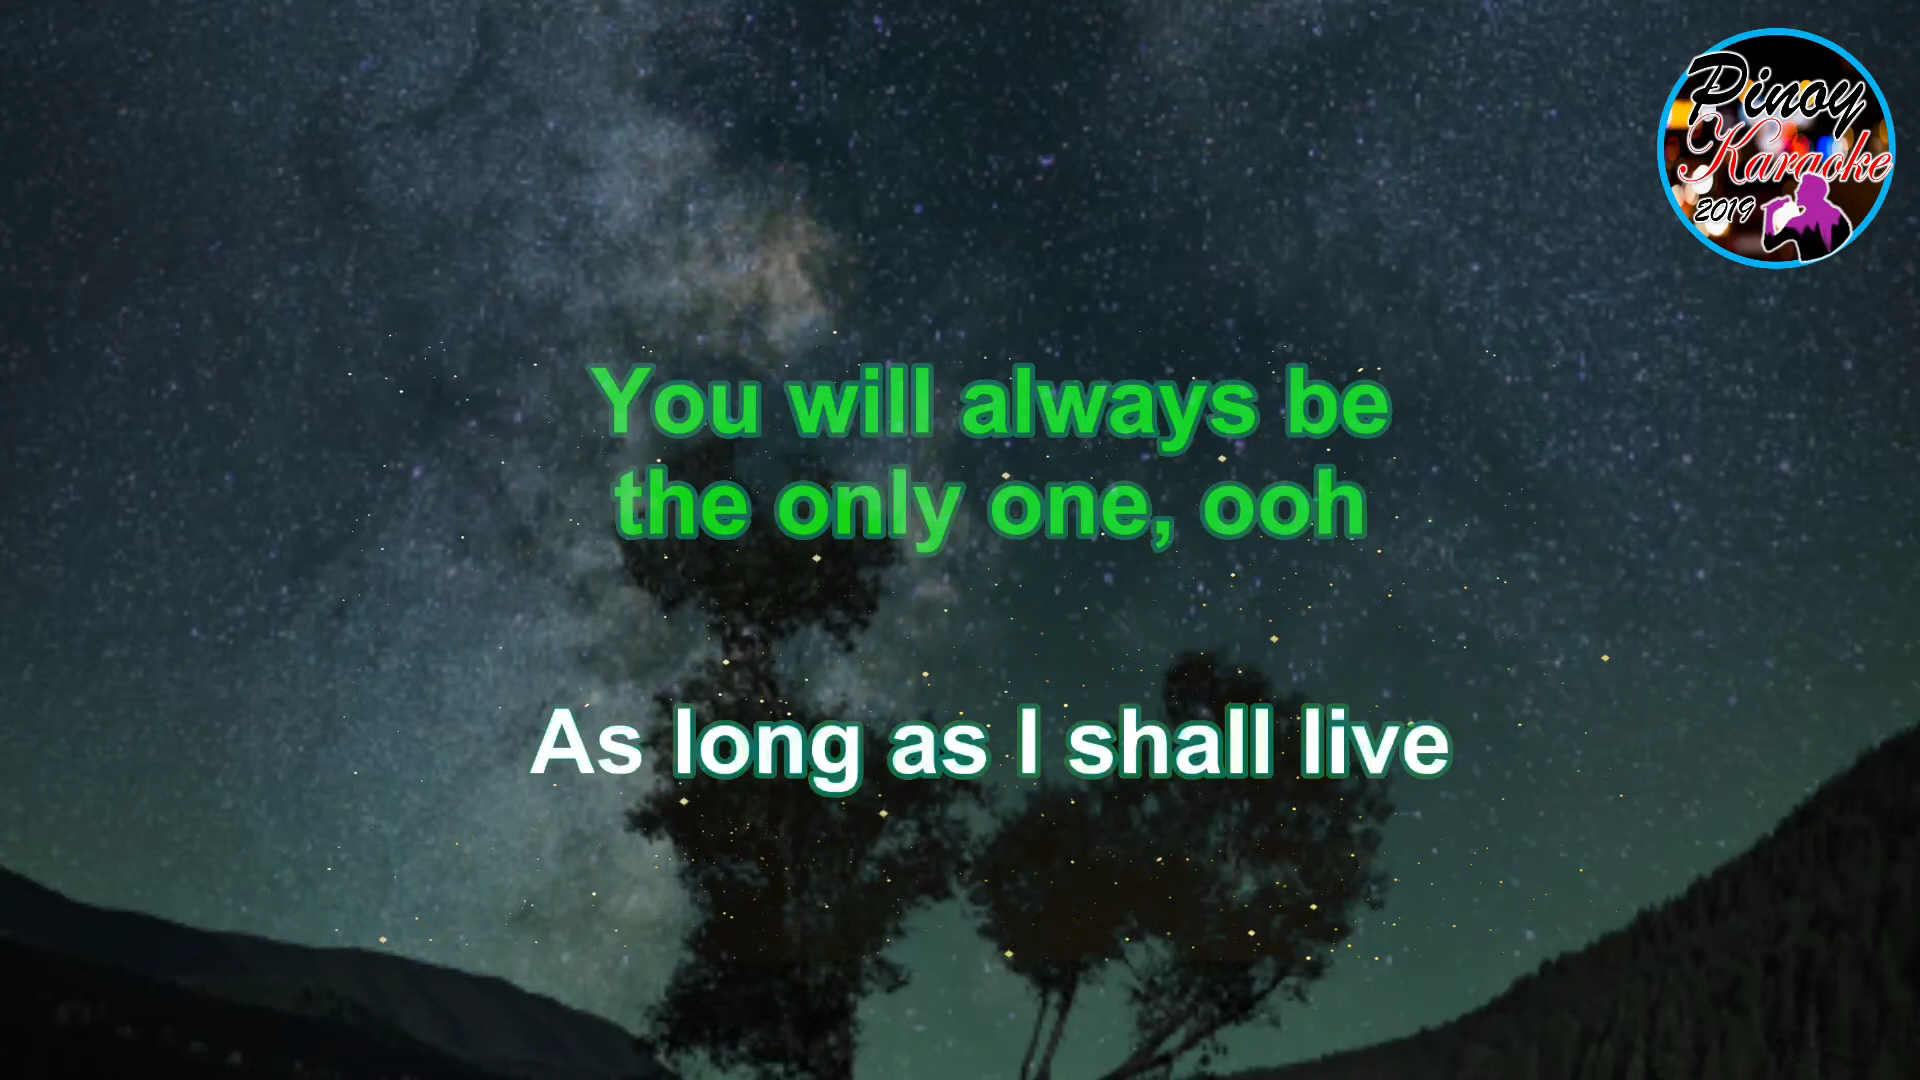 Pinoy
Karaoke
2019
You will always be
the only one, ooh
As long as I shall live